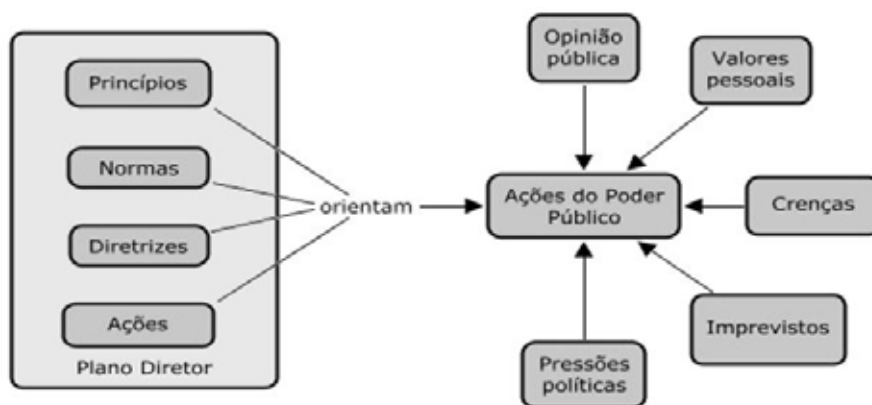 Princípios
Normas
Diretrizes
Ações
Plano Diretor
orientam
Opinião
pública
Valores
pessoais
Ações do Poder
Público
Crenças
Imprevistos
Pressões
políticas